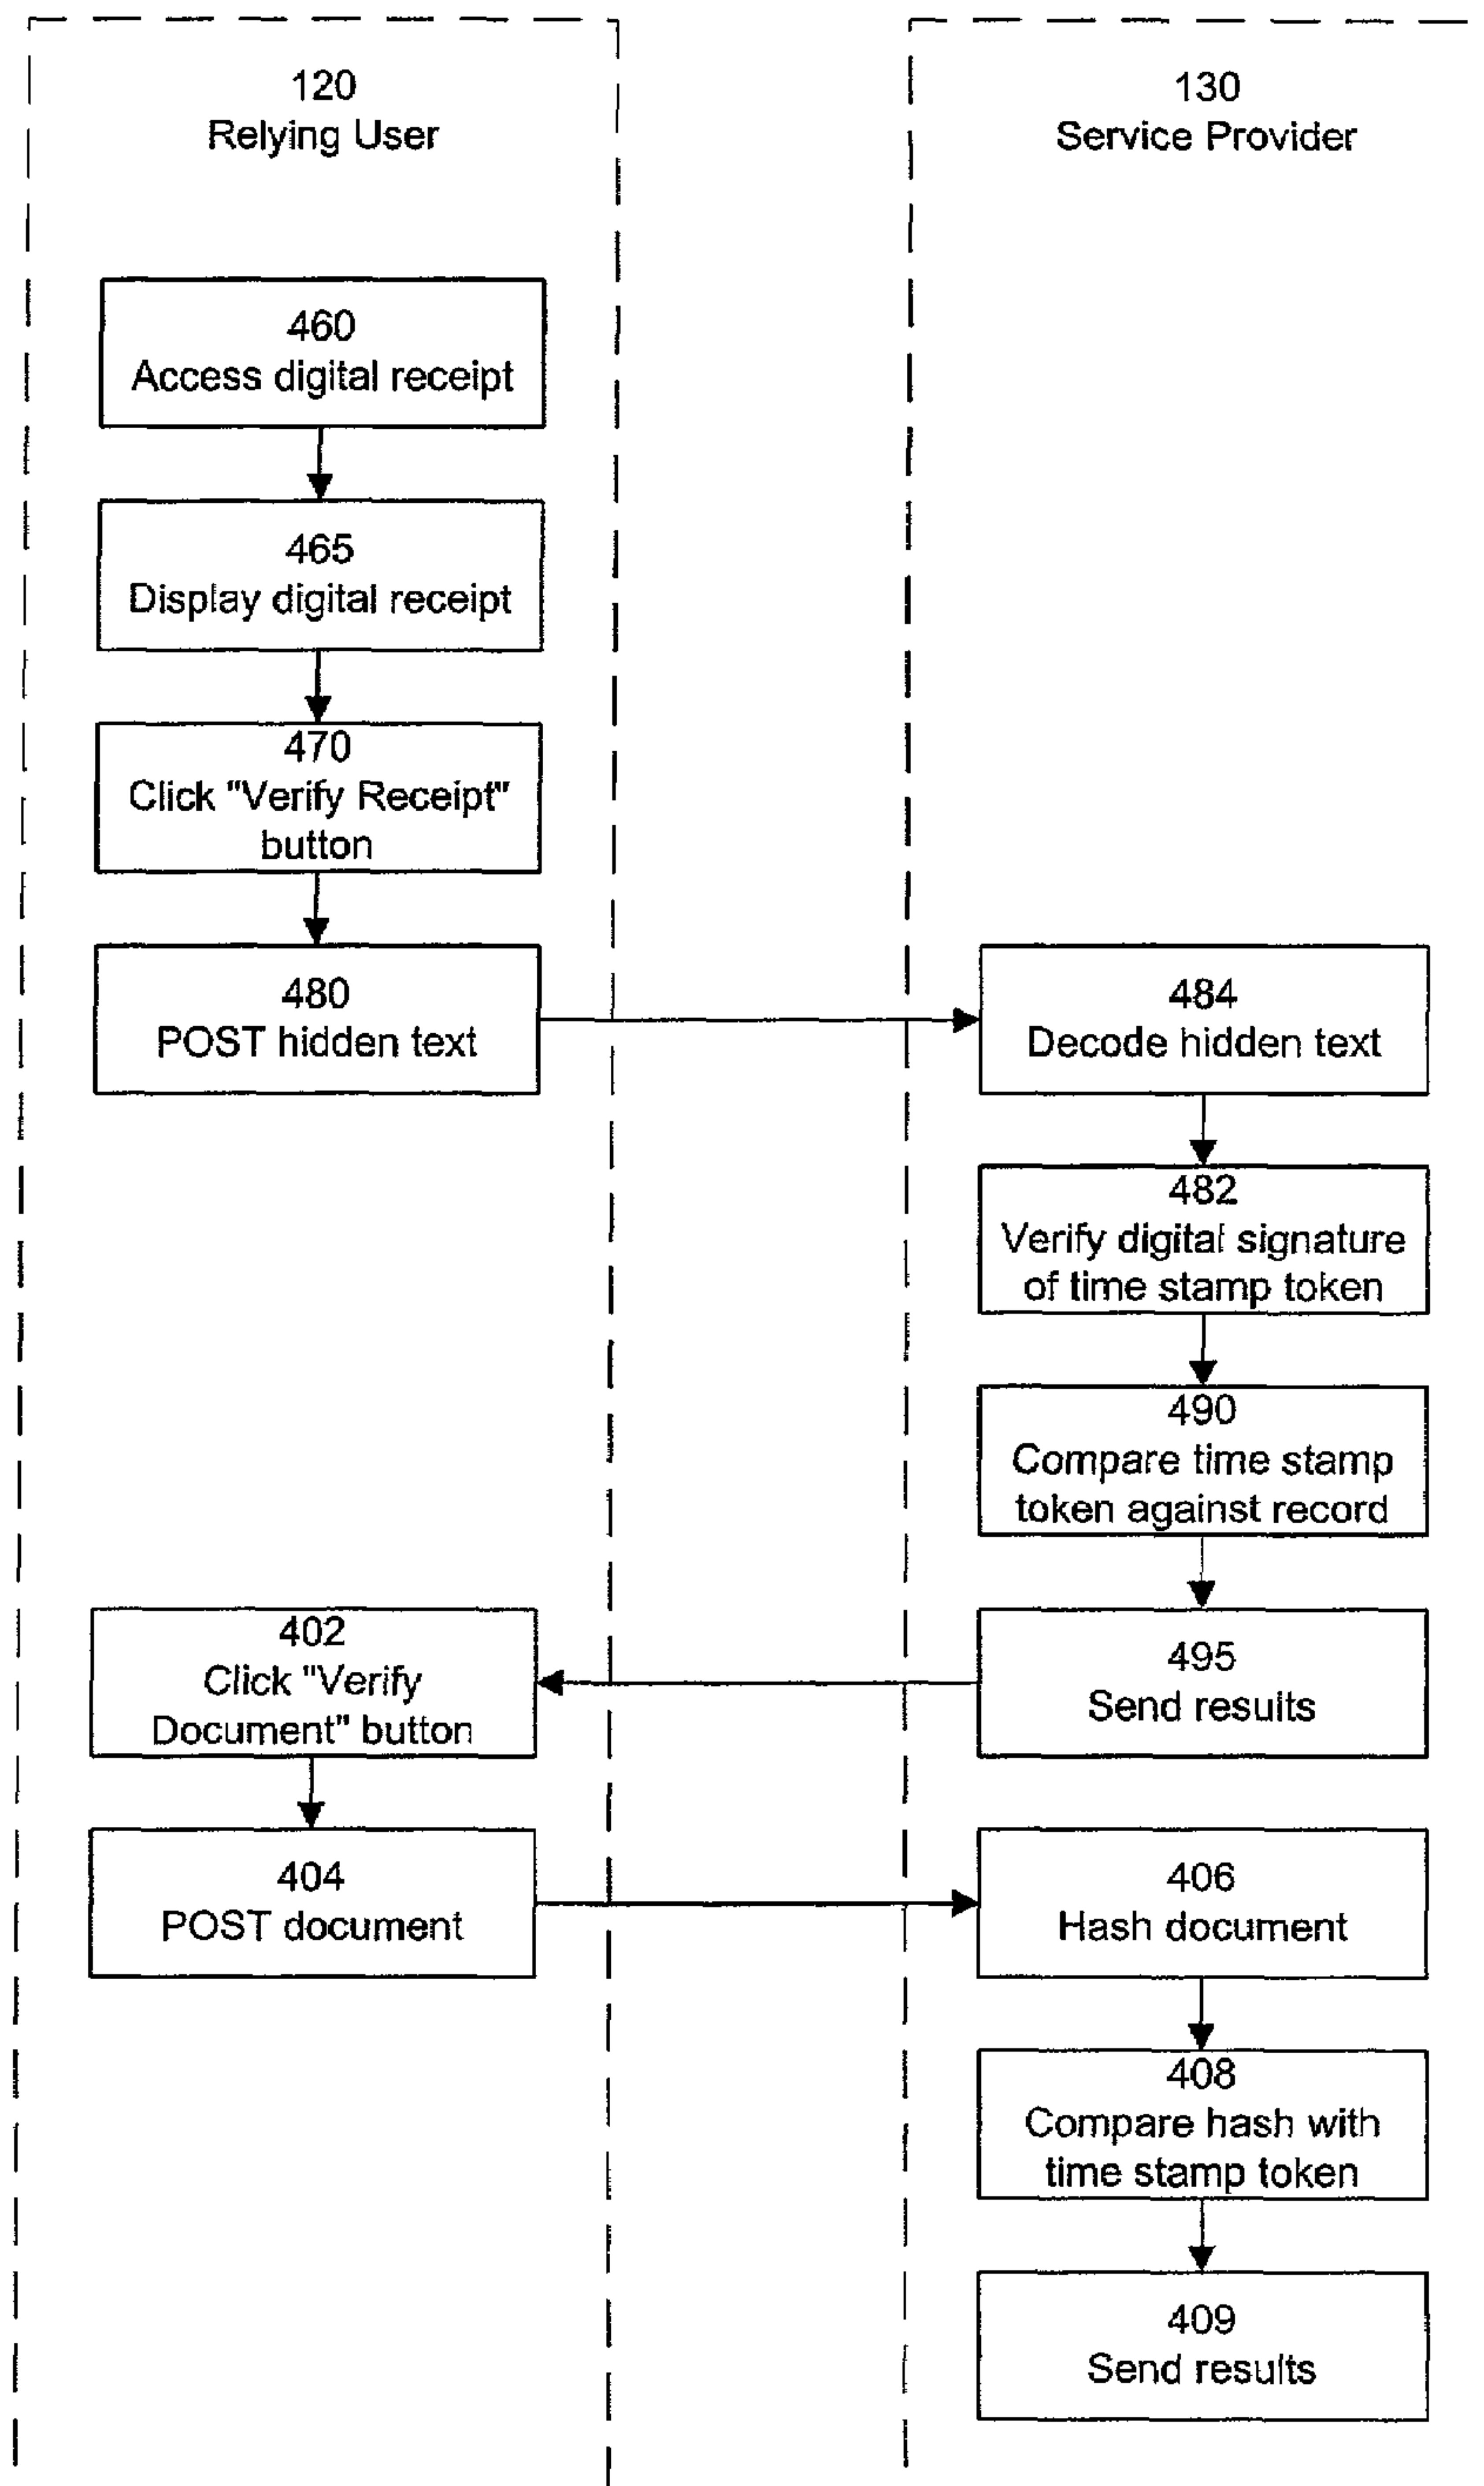 120
Relying User
130
Service Provider
460
Access digital receipt
465
Display digital receipt
470
Click "Verify Receipt"
button
480
POST hidden text
484
Decode hidden text
482
Verify digital signature
of time stamp token
490
Compare time stamp
token against record
495
Send results
402
Click "Verify
Document" button
404
POST document
406
Hash document
408
Compare hash with
time stamp token
409
Send results